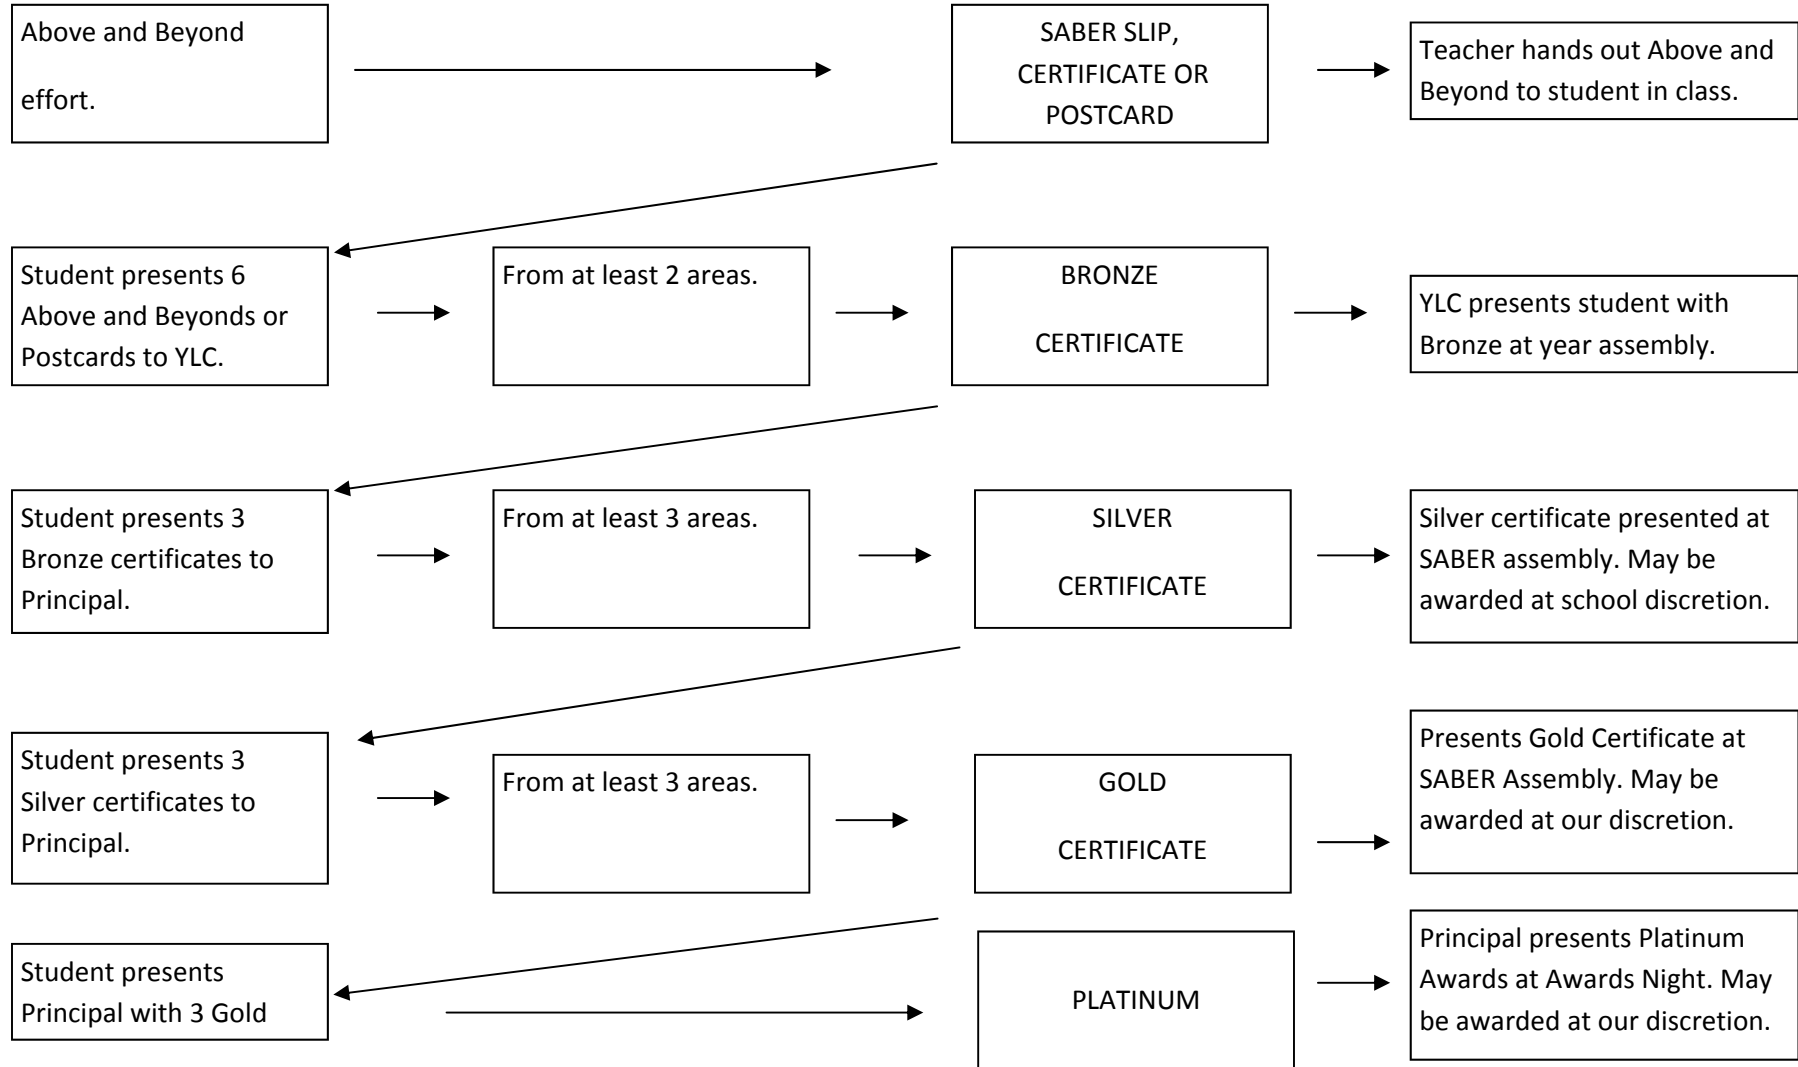 Above and Beyond
effort.
SABER SLIP,
CERTIFICATE OR
POSTCARD
Teacher hands out Above and
Beyond to student in class.
Student presents 6
Above and Beyonds or
Postcards to YLC.
From at least 2 areas.
BRONZE
CERTIFICATE
YLC presents student with
Bronze at year assembly.
Student presents 3
Bronze certificates to
Principal.
From at least 3 areas.
SILVER
CERTIFICATE
Silver certificate presented at
SABER assembly. May be
awarded at school discretion.
Student presents 3
Silver certificates to
Principal.
From at least 3 areas.
GOLD
CERTIFICATE
Presents Gold Certificate at
SABER Assembly. May be
awarded at our discretion.
Student presents
Principal with 3 Gold
PLATINUM
Principal presents Platinum
Awards at Awards Night. May
be awarded at our discretion.